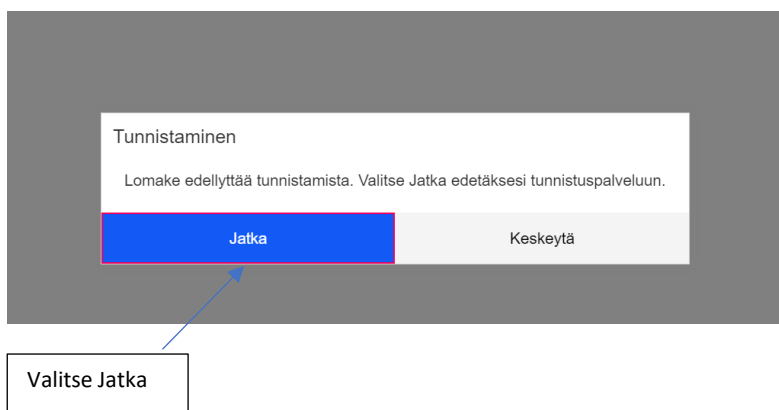 Tunnistaminen
Lomake edellyttää tunnistamista. Valitse Jatka edetäksesi tunnistuspalveluun.
Jatka
Keskeytä
Valitse Jatka